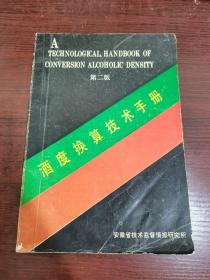 A
TECHNOLOGICAL, HANDBOOK OF
CONVERSION ALCOHOLIC DENSITY
第二版
酒度换算技术手册
安徽省技术监督情报研究所